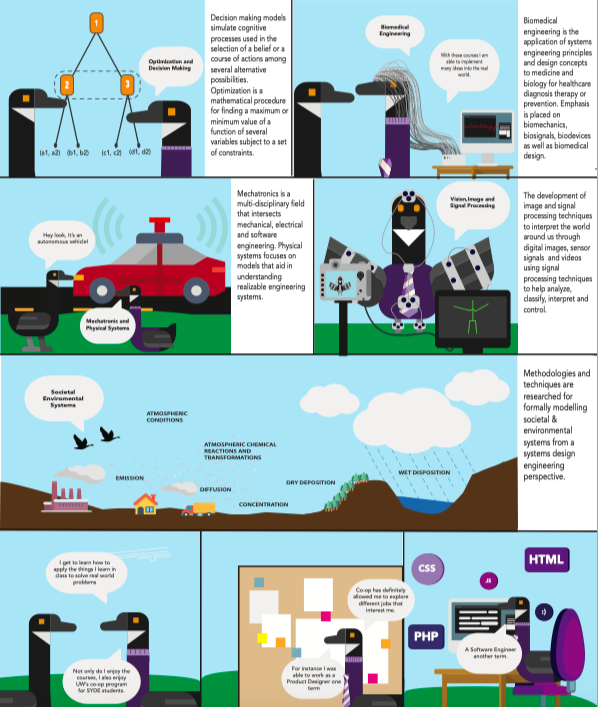 1
2
3
(a1, a2)
(b1, b2)
(c1, c2)
(d1, d2)
Optimization and
Decision Making
Decision making models
simulate cognitive
processes used in the
selection of a belief or a
course of actions among
several alternative
possibilities.
Optimization is a
mathematical procedure
for finding a maximum or
minimum value of a
function of several
variables subject to a set
of constraints.
Biomedical
Engineering
With these courses I am
able to implement
many ideas into the real
world.
Biomedical
engineering is the
application of systems
engineering principles
and design concepts
to medicine and
biology for healthcare
diagnosis therapy or
prevention. Emphasis
is placed on
biomechanics,
biosignals, biodevices
as well as biomedical
design.
Hey look, it's an
autonomous vehicle!
Mechatronic and
Physical Systems
Mechatronics is a
multi-disciplinary field
that intersects
mechanical, electrical
and software
engineering. Physical
systems focuses on
models that aid in
understanding
realizable engineering
systems.
Vision,Image and
Signal Processing
The development of
image and signal
processing techniques
to interpret the world
around us through
digital images, sensor
signals and videos
using signal
processing techniques
to help analyze,
classify, interpret and
control.
Societal
Enviromental
Systems
ATMOSPHERIC
CONDITIONS
ATMOSPHERIC CHEMICAL
REACTIONS AND
TRANSFORMATIONS
EMISSION
DIFFUSION
CONCENTRATION
DRY DEPOSITION
WET DISPOSITION
Methodologies and
techniques are
researched for
formally modelling
societal &
environmental
systems from a
systems design
engineering
perspective.
I get to learn how to
apply the things I learn in
class to solve real world
problems
Not only do I enjoy the
courses, I also enjoy
UW's co-op program
for SYDE students.
Co-op has definitely
allowed me to explore
different jobs that
interest me.
For instance I was
able to work as a
Product Designer one
term
CSS
JS
HTML
PHP
:)
A Software Engineer
another term.